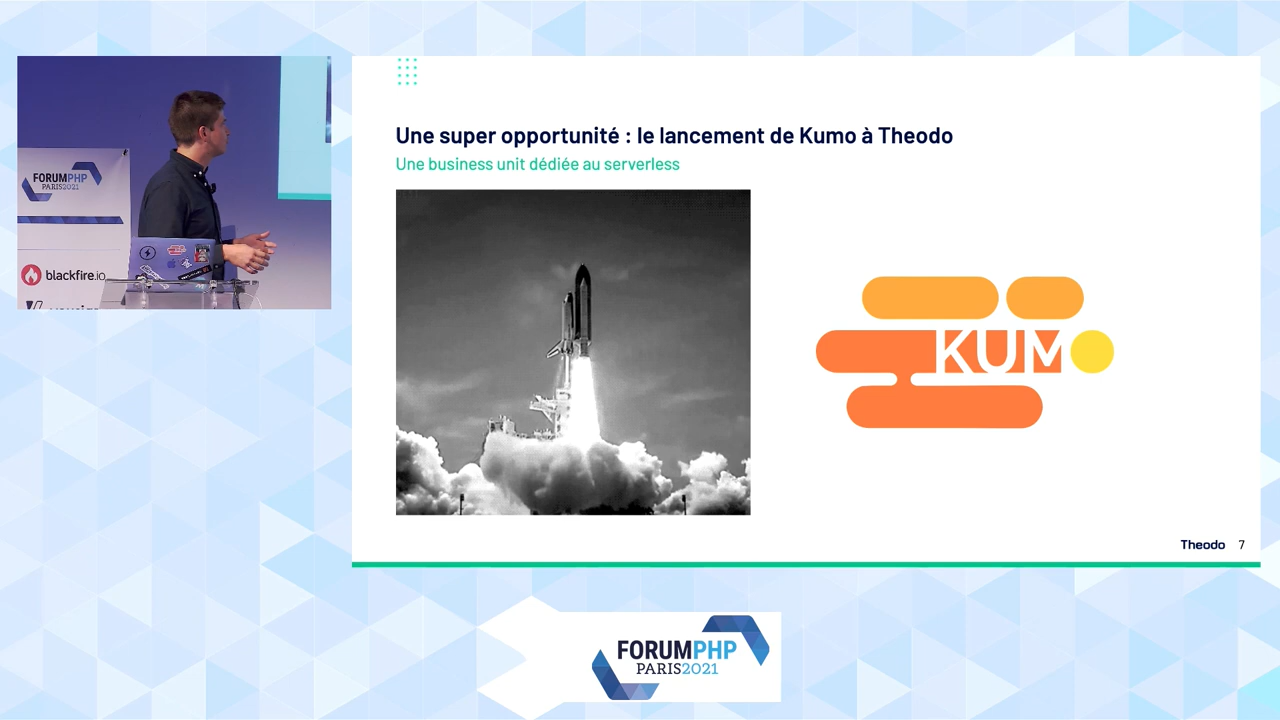 FORUMPHP
PARIS2021
blackfire.io
Une super opportunité : le lancement de Kumo à Theodo
Une business unit dédiée au serverless
KUMO
Theodo 7
FORUMPHP
PARIS2021